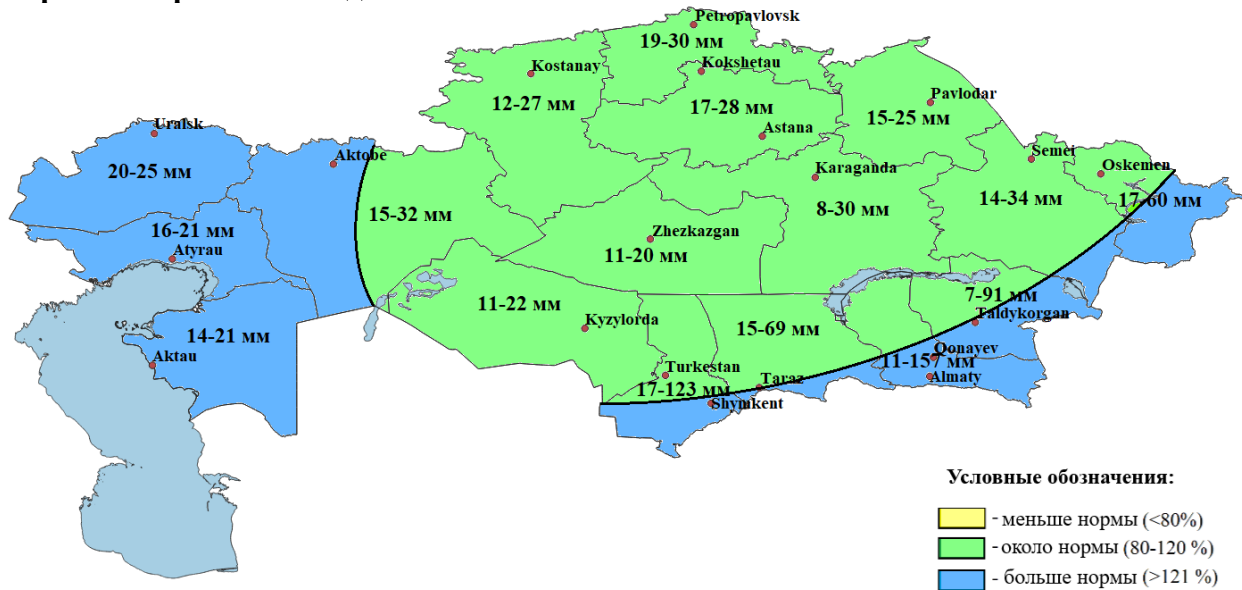 Petropavlovsk
19-30 мм
Kostanay
Kokshetau
12-27 мм
17-28 мм
Pavlodar
15-25 мм
Uralsk
Astana
Aktobe
Semei
Oskemen
20-25 мм
Karaganda
14-34 мм
17-60 мм
15-32 мм
8-30 мм
16-21 мм
Atyrau
Zhezkazgan
11-20 мм
7-91 мм
11-22 мм
Taldykorgan
14-21 мм
Kyzylorda
15-69 мм
Qonayev
11-157 мм
Aktau
Turkestan
Almaty
17-123 мм
Taraz
Shymkent
Условные обозначения:
- меньше нормы (<80%)
- около нормы (80-120 %)
- больше нормы (>121 %)